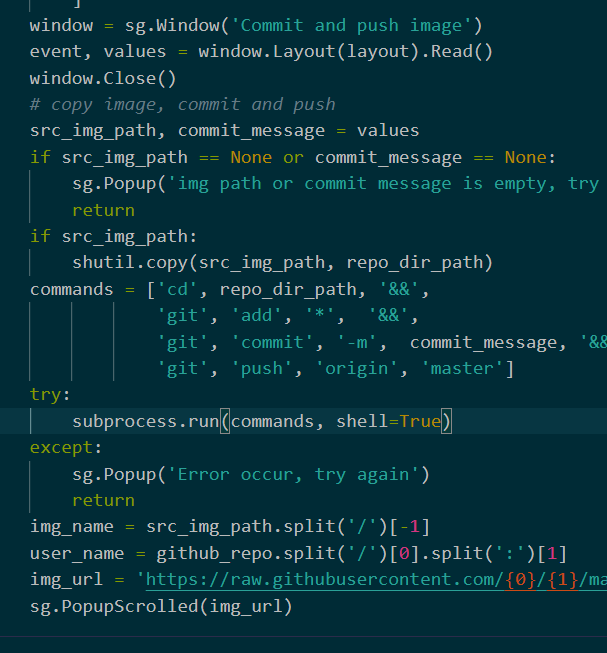 ]
window = sg.Window('Commit and push image')
event, values = window.Layout(layout).Read()
window.Close()
# copy image, commit and push
src_img_path, commit_message = values
if src_img_path == None or commit_message == None:
sg.Popup('img path or commit message is empty, try
return
if src_img_path:
shutil.copy(src_img_path, repo_dir_path)
commands = ['cd', repo_dir_path, '&&',
'git', 'add', '*', '&&',
'git', 'commit', '-m', commit_message, '&&
'git', 'push', 'origin', 'master']
try:
subprocess.run(commands, shell=True)
except:
sg.Popup('Error occur, try again')
return
img_name = src_img_path.split('/')[-1]
user_name = github_repo.split('/')[0].split(':')[1]
img_url = 'https://raw.githubusercontent.com/{0}/{1}/ma
sg.PopupScrolled(img_url)